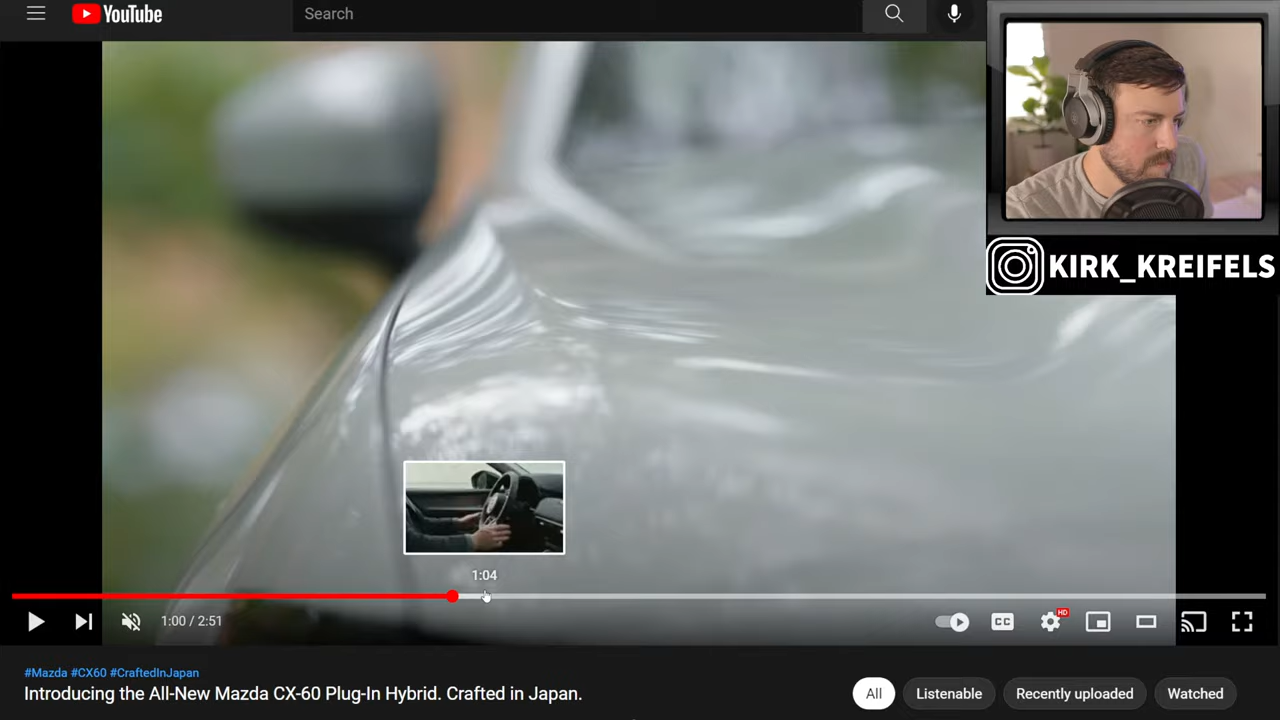 YouTube
Search
KIRK_KREIFELS
1:04
1:00 / 2:51
CC
HD
#Mazda #CX60 #CraftedInJapan
Introducing the All-New Mazda CX-60 Plug-In Hybrid. Crafted in Japan.
All
Listenable
Recently uploaded
Watched